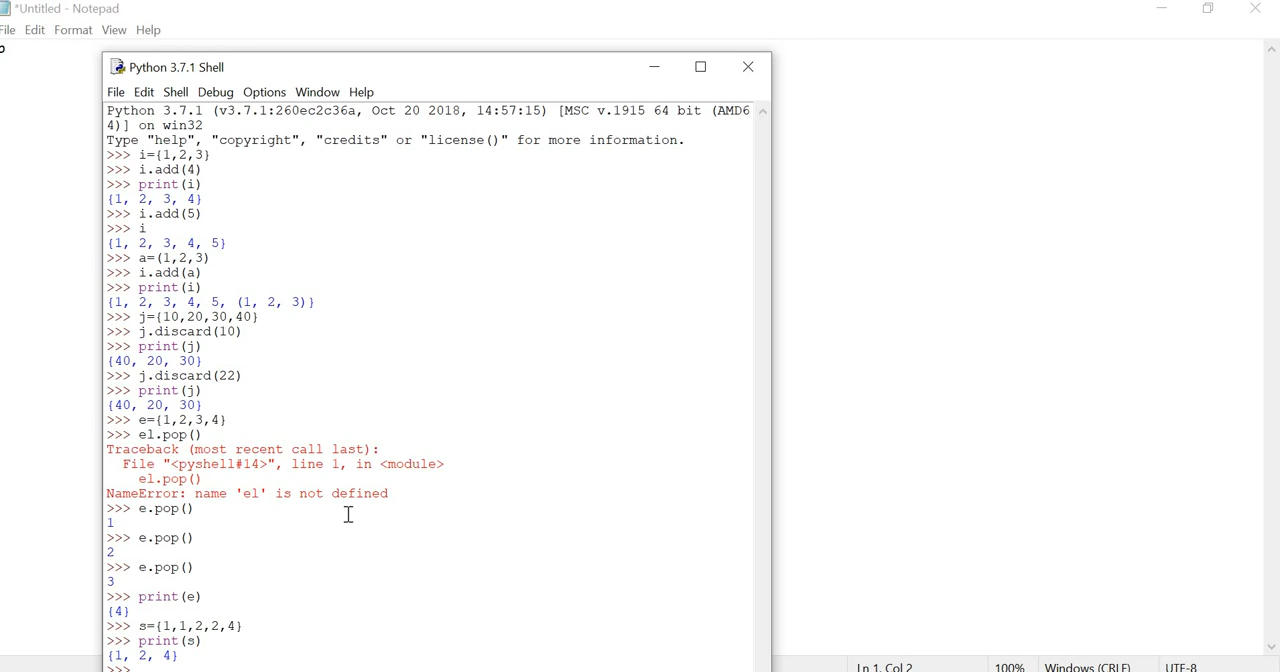 *Untitled - Notepad
File Edit Format View Help
Python 3.7.1 Shell
File Edit Shell Debug Options Window Help
Python 3.7.1 (v3.7.1:260ec2c36a, Oct 20 2018, 14:57:15) [MSC v.1915 64 bit (AMD6
4)] on win32
Type "help", "copyright", "credits" or "license()" for more information.
>>> i={1,2,3}
>>> i.add(4)
>>> print(i)
{1, 2, 3, 4}
>>> i.add(5)
>>> i
{1, 2, 3, 4, 5}
>>> a=(1,2,3)
>>> i.add(a)
>>> print(i)
{1, 2, 3, 4, 5, (1, 2, 3)}
>>> j={10,20,30,40}
>>> j.discard(10)
>>> print(j)
{40, 20, 30}
>>> j.discard(22)
>>> print(j)
{40, 20, 30}
>>> e={1,2,3,4}
>>> el.pop()
Traceback (most recent call last):
  File "<pyshell#14>", line 1, in <module>
    el.pop()
NameError: name 'el' is not defined
>>> e.pop()
1
>>> e.pop()
2
>>> e.pop()
3
>>> print(e)
{4}
>>> s={1,1,2,2,4}
>>> print(s)
{1, 2, 4}
>>>
Ln 1, Col 2 100% Windows (CRLF) UTF-8